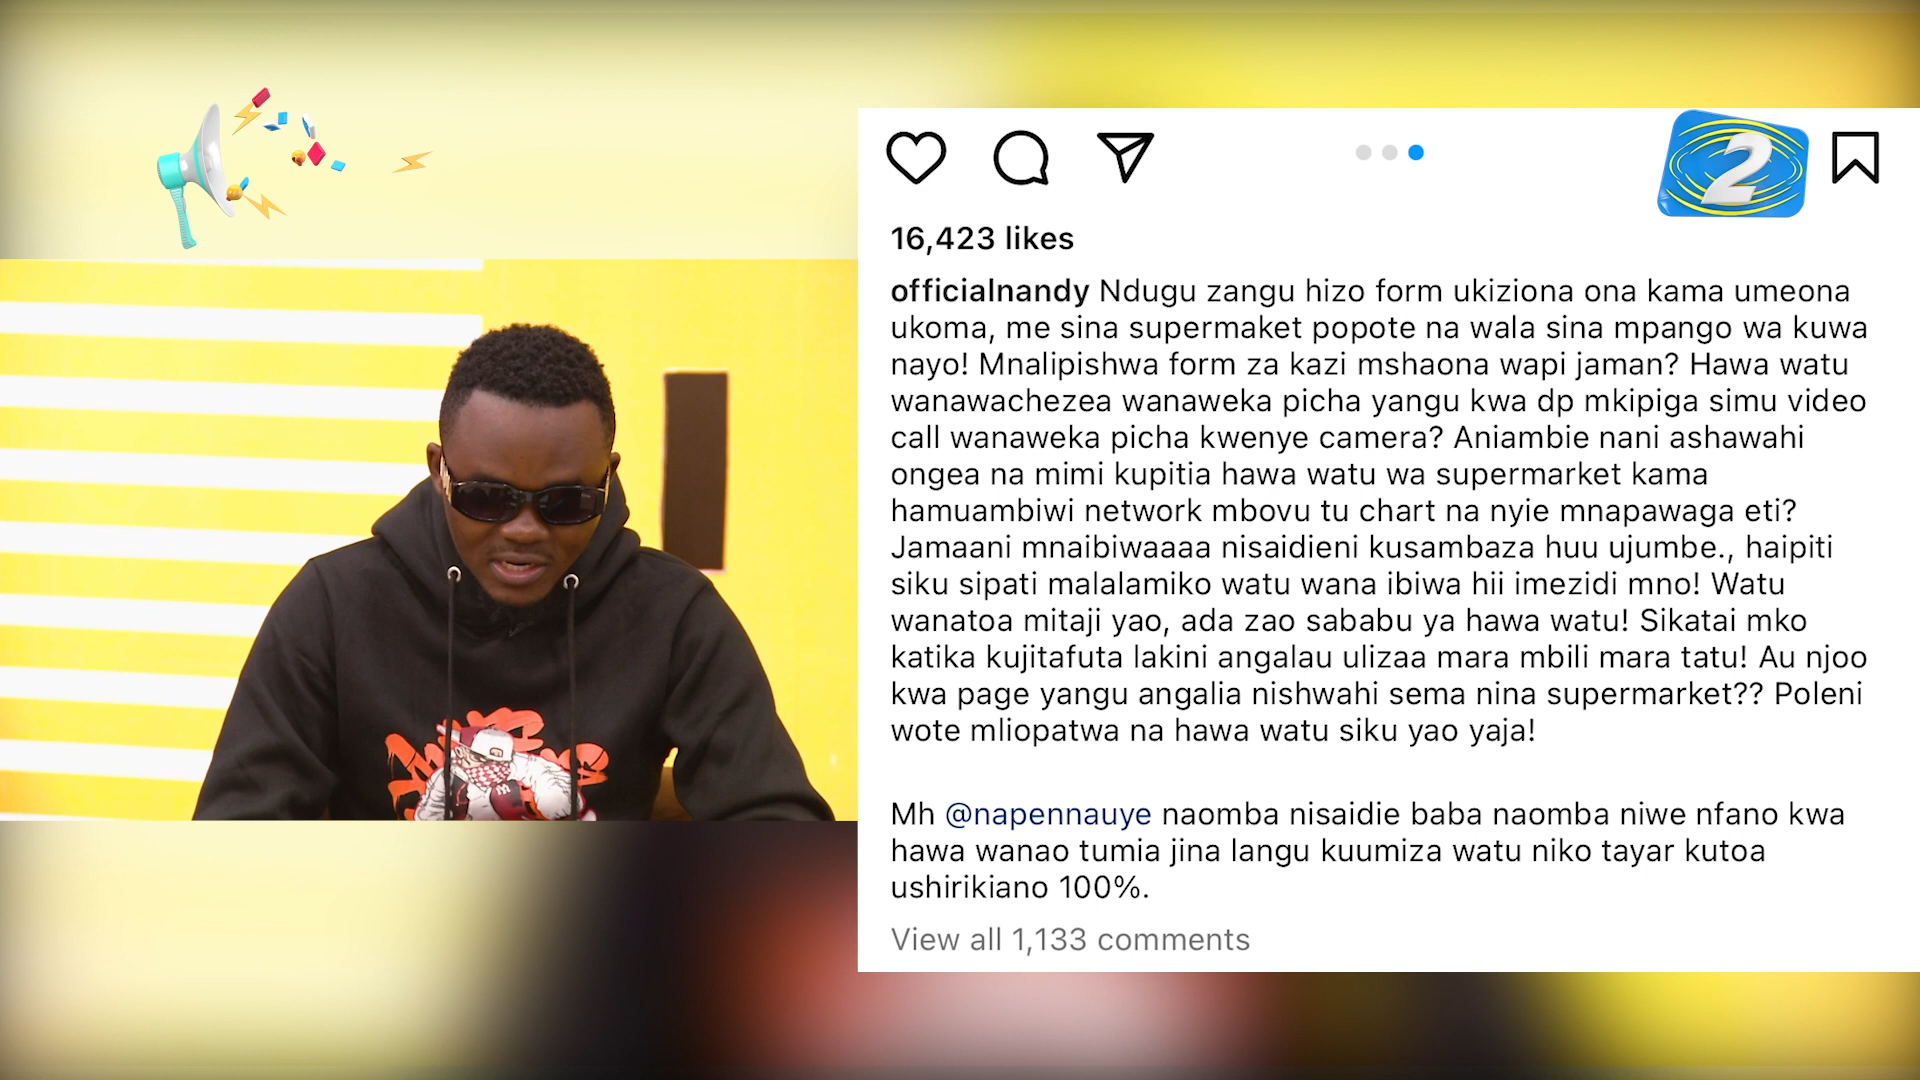 2
16,423 likes
officialnandy Ndugu zangu hizo form ukiziona ona kama umeona
ukoma, me sina supermaket popote na wala sina mpango wa kuwa
nayo! Mnalipishwa form za kazi mshaona wapi jaman? Hawa watu
wanawachezea wanaweka picha yangu kwa dp mkipiga simu video
call wanaweka picha kwenye camera? Aniambie nani ashawahi
ongea na mimi kupitia hawa watu wa supermarket kama
hamuambiwi network mbovu tu chart na nyie mnapawaga eti?
Jamaani mnaibiwaaaa nisaidieni kusambaza huu ujumbe., haipiti
siku sipati malalamiko watu wana ibiwa hii imezidi mno! Watu
wanatoa mitaji yao, ada zao sababu ya hawa watu! Sikatai mko
katika kujitafuta lakini angalau ulizaa mara mbili mara tatu! Au njoo
kwa page yangu angalia nishwahi sema nina supermarket?? Poleni
wote mliopatwa na hawa watu siku yao yaja!
Mh @napennauye naomba nisaidie baba naomba niwe nfano kwa
hawa wanao tumia jina langu kuumiza watu niko tayar kutoa
ushirikiano 100%.
View all 1,133 comments